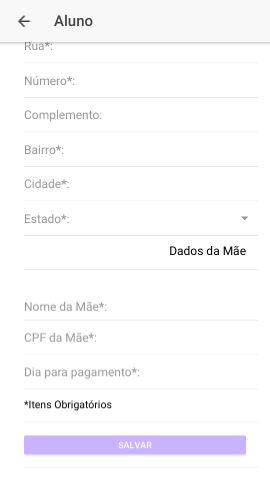 Aluno
Rua*:
Número*:
Complemento:
Bairro*:
Cidade*:
Estado*:
Dados da Mãe
Nome da Mãe*:
CPF da Mãe*:
Dia para pagamento*:
*Itens Obrigatórios
SALVAR